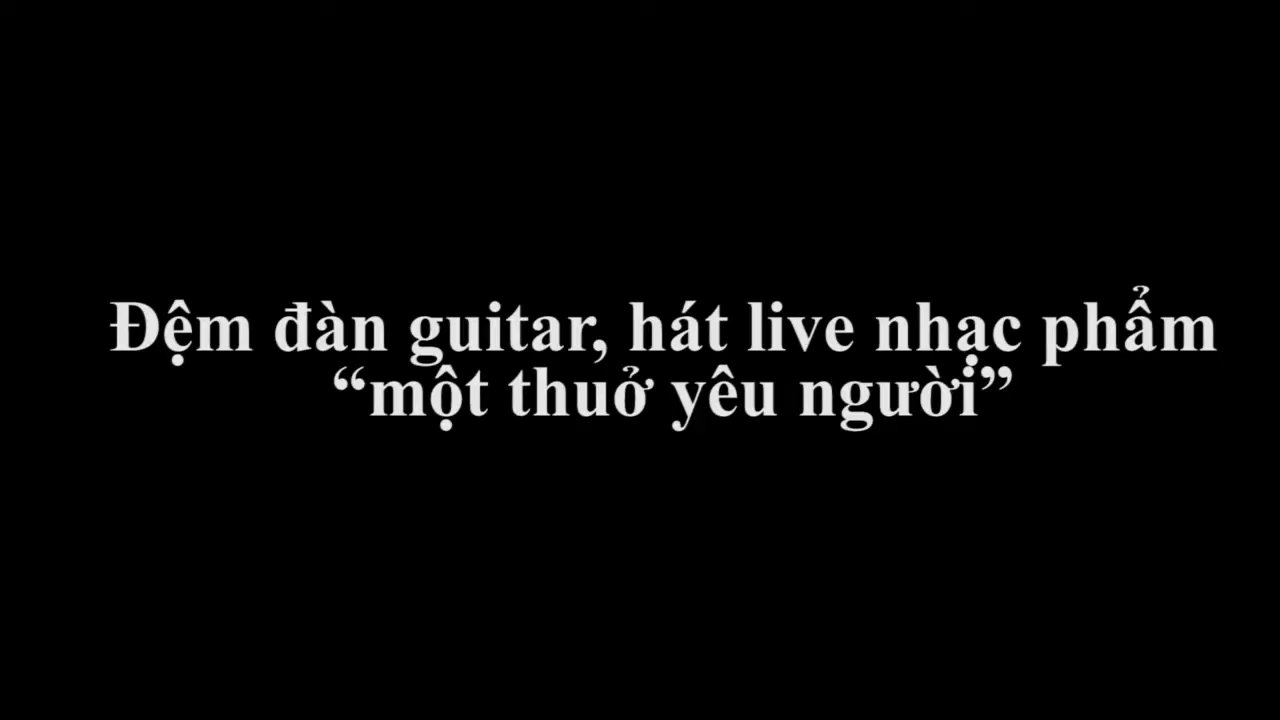 Đệm đàn guitar, hát live nhạc phẩm
“một thuở yêu người”